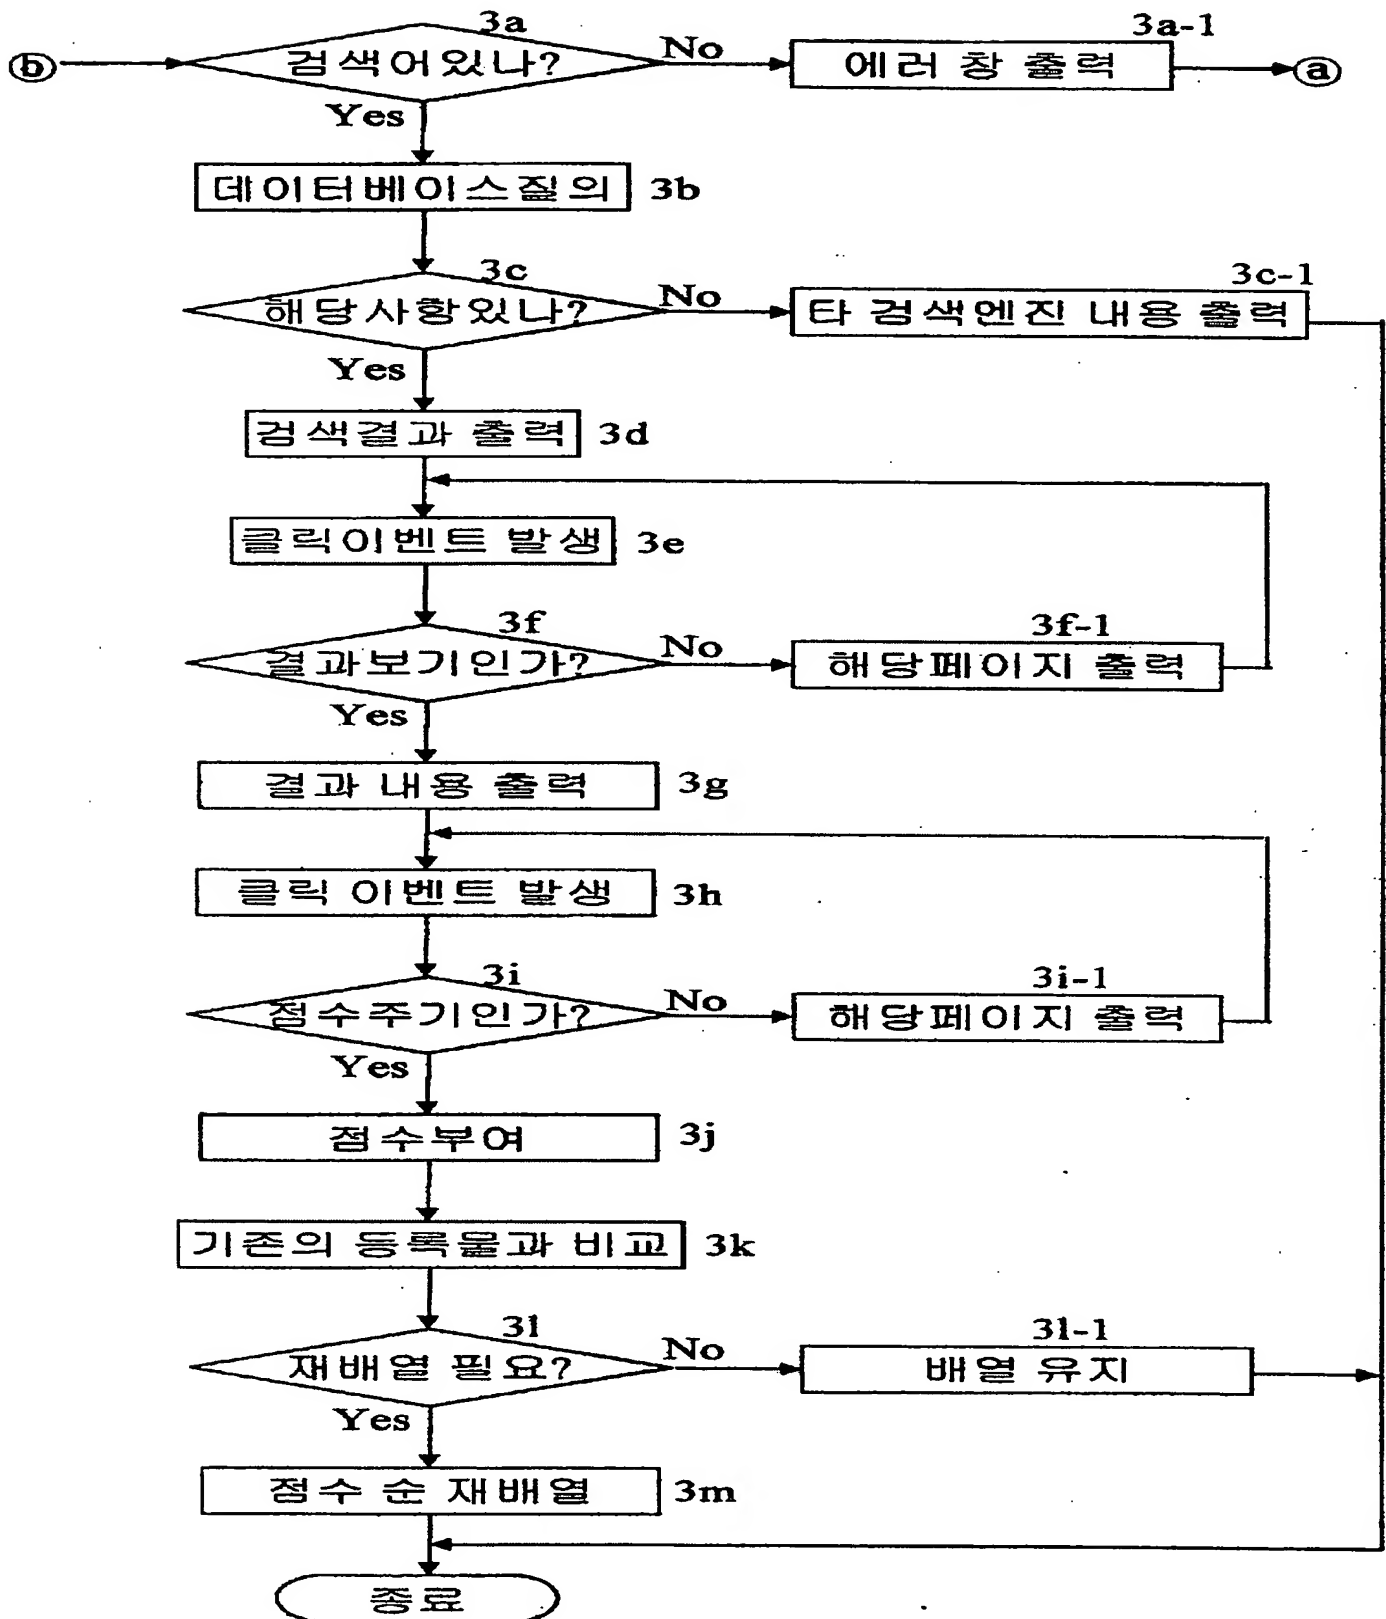 3a
3a-1
ⓑ
검색어있나?
No
에러 창 출력
ⓐ
Yes
데이터베이스질의
3b
3c
3c-1
해당사항있나?
No
타 검색엔진 내용 출력
Yes
검색결과 출력
3d
클릭이벤트 발생
3e
3f
3f-1
결과보기인가?
No
해당페이지 출력
Yes
결과 내용 출력
3g
클릭 이벤트 발생
3h
3i
3i-1
점수주기인가?
No
해당페이지 출력
Yes
점수부여
3j
기존의 등록물과 비교
3k
3l
3l-1
재배열 필요?
No
배열 유지
Yes
점수 순 재배열
3m
종료